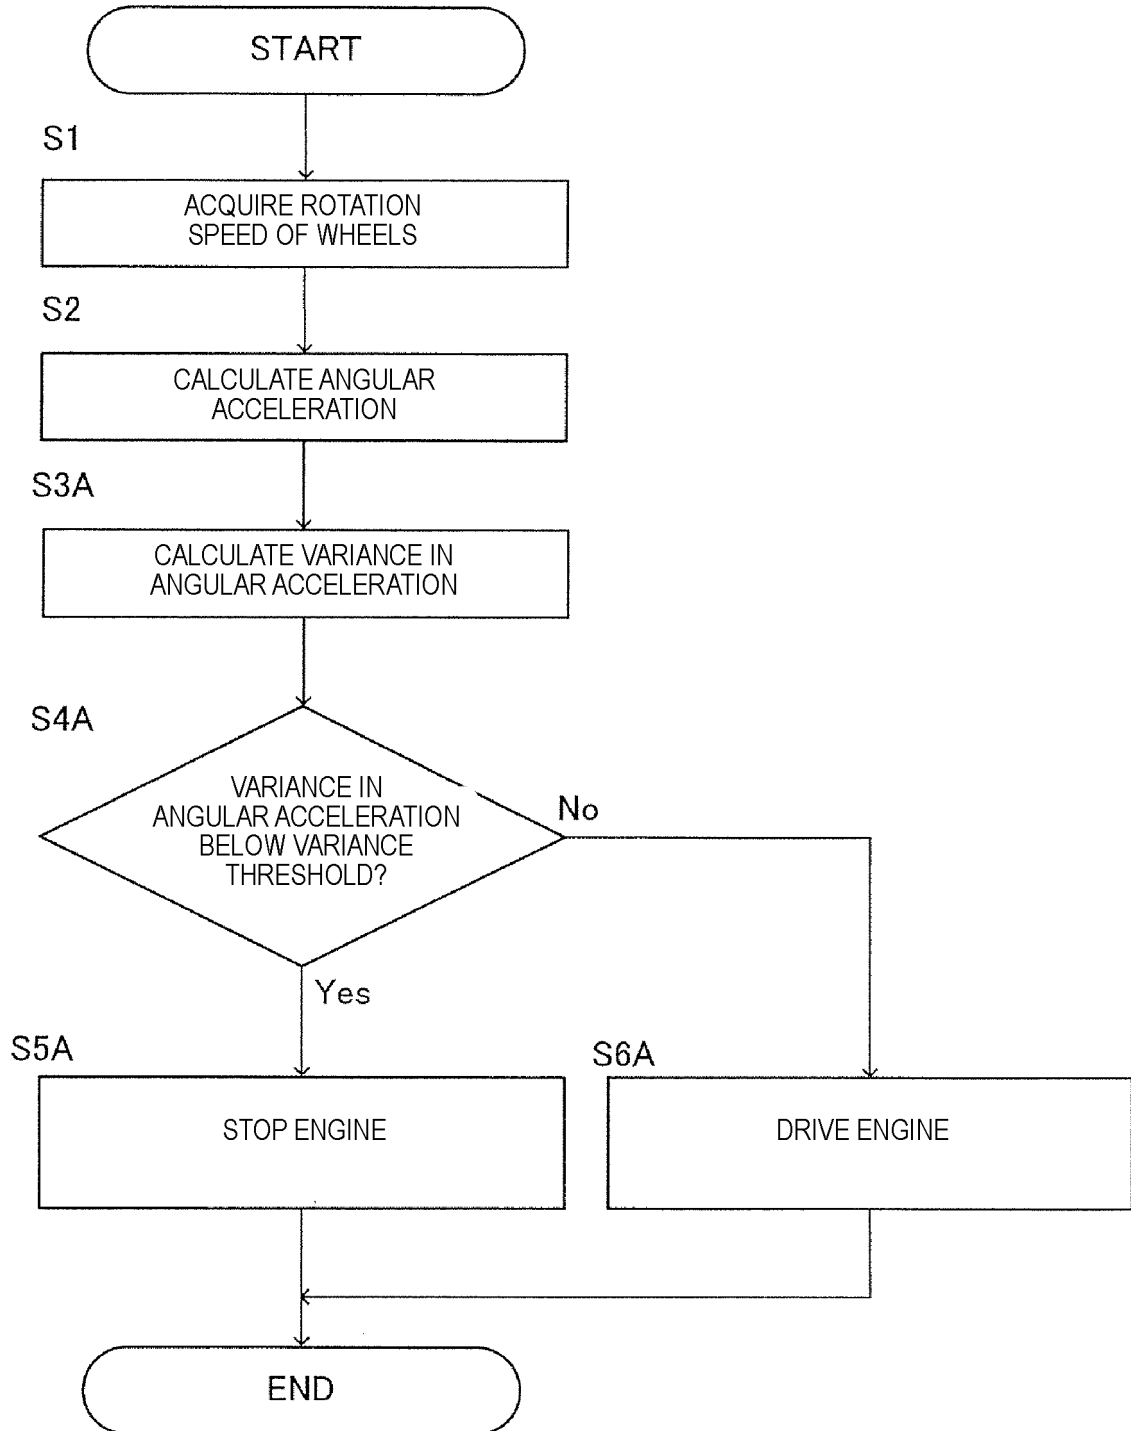 START
S1
ACQUIRE ROTATION
SPEED OF WHEELS
S2
CALCULATE ANGULAR
ACCELERATION
S3A
CALCULATE VARIANCE IN
ANGULAR ACCELERATION
S4A
VARIANCE IN
ANGULAR ACCELERATION
BELOW VARIANCE
THRESHOLD?
No
Yes
S5A
STOP ENGINE
S6A
DRIVE ENGINE
END